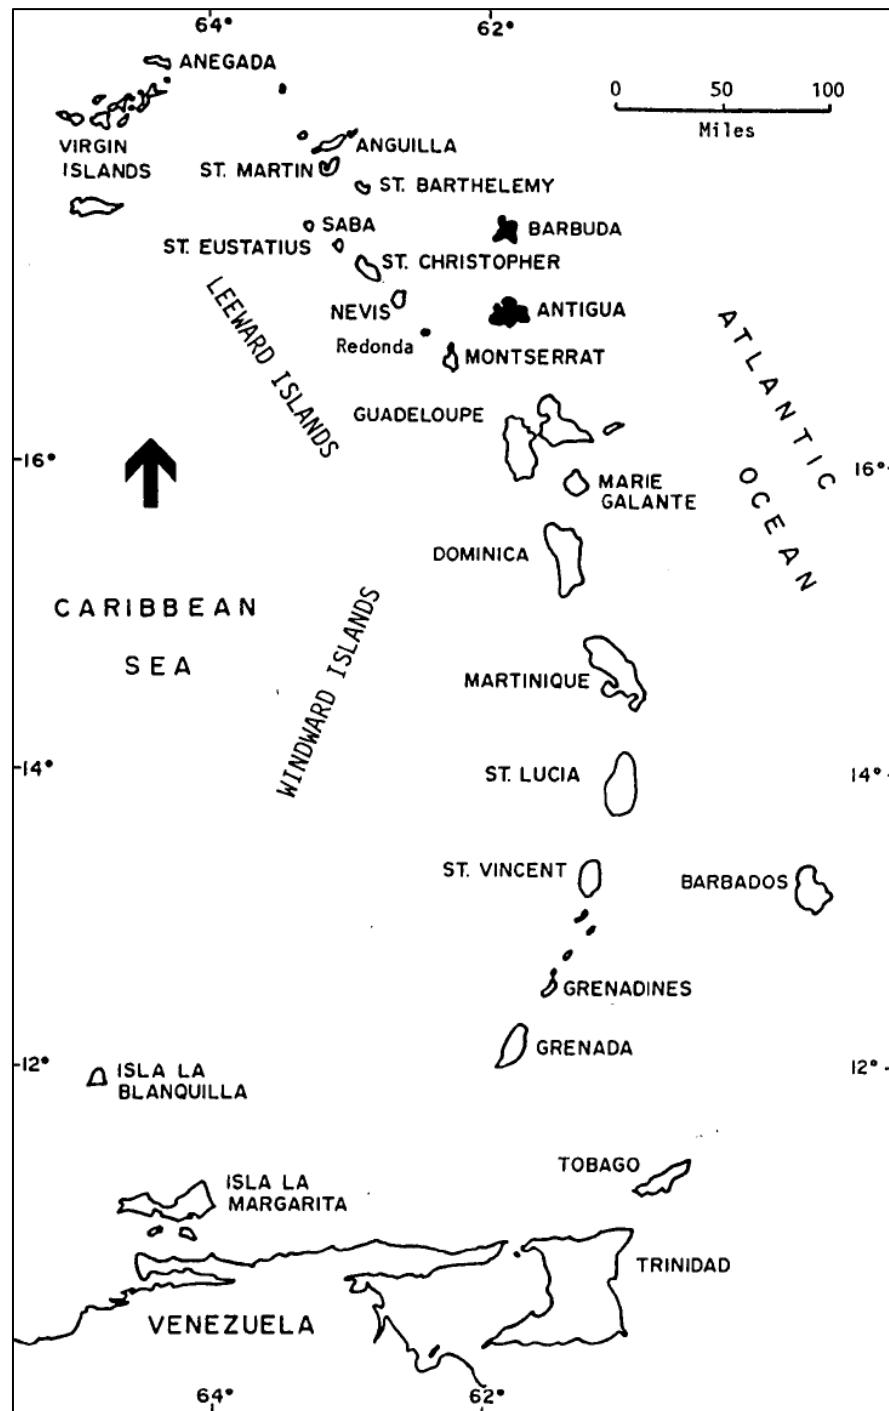 64°
62°
ANEGADA
0 50 100
Miles
VIRGIN
ISLANDS
ANGUILLA
ST. MARTIN
ST. BARTHELEMY
SABA
BARBUDA
ST. EUSTATIUS
ST. CHRISTOPHER
NEVIS
ANTIGUA
Redonda
MONTSERRAT
LEEWARD ISLANDS
ATLANTIC
OCEAN
GUADELOUPE
16°
16°
MARIE
GALANTE
DOMINICA
CARIBBEAN
SEA
WINDWARD ISLANDS
MARTINIQUE
14°
14°
ST. LUCIA
ST. VINCENT
BARBADOS
GRENADINES
GRENADA
12°
12°
ISLA LA
BLANQUILLA
TOBAGO
ISLA LA
MARGARITA
TRINIDAD
VENEZUELA
64°
62°